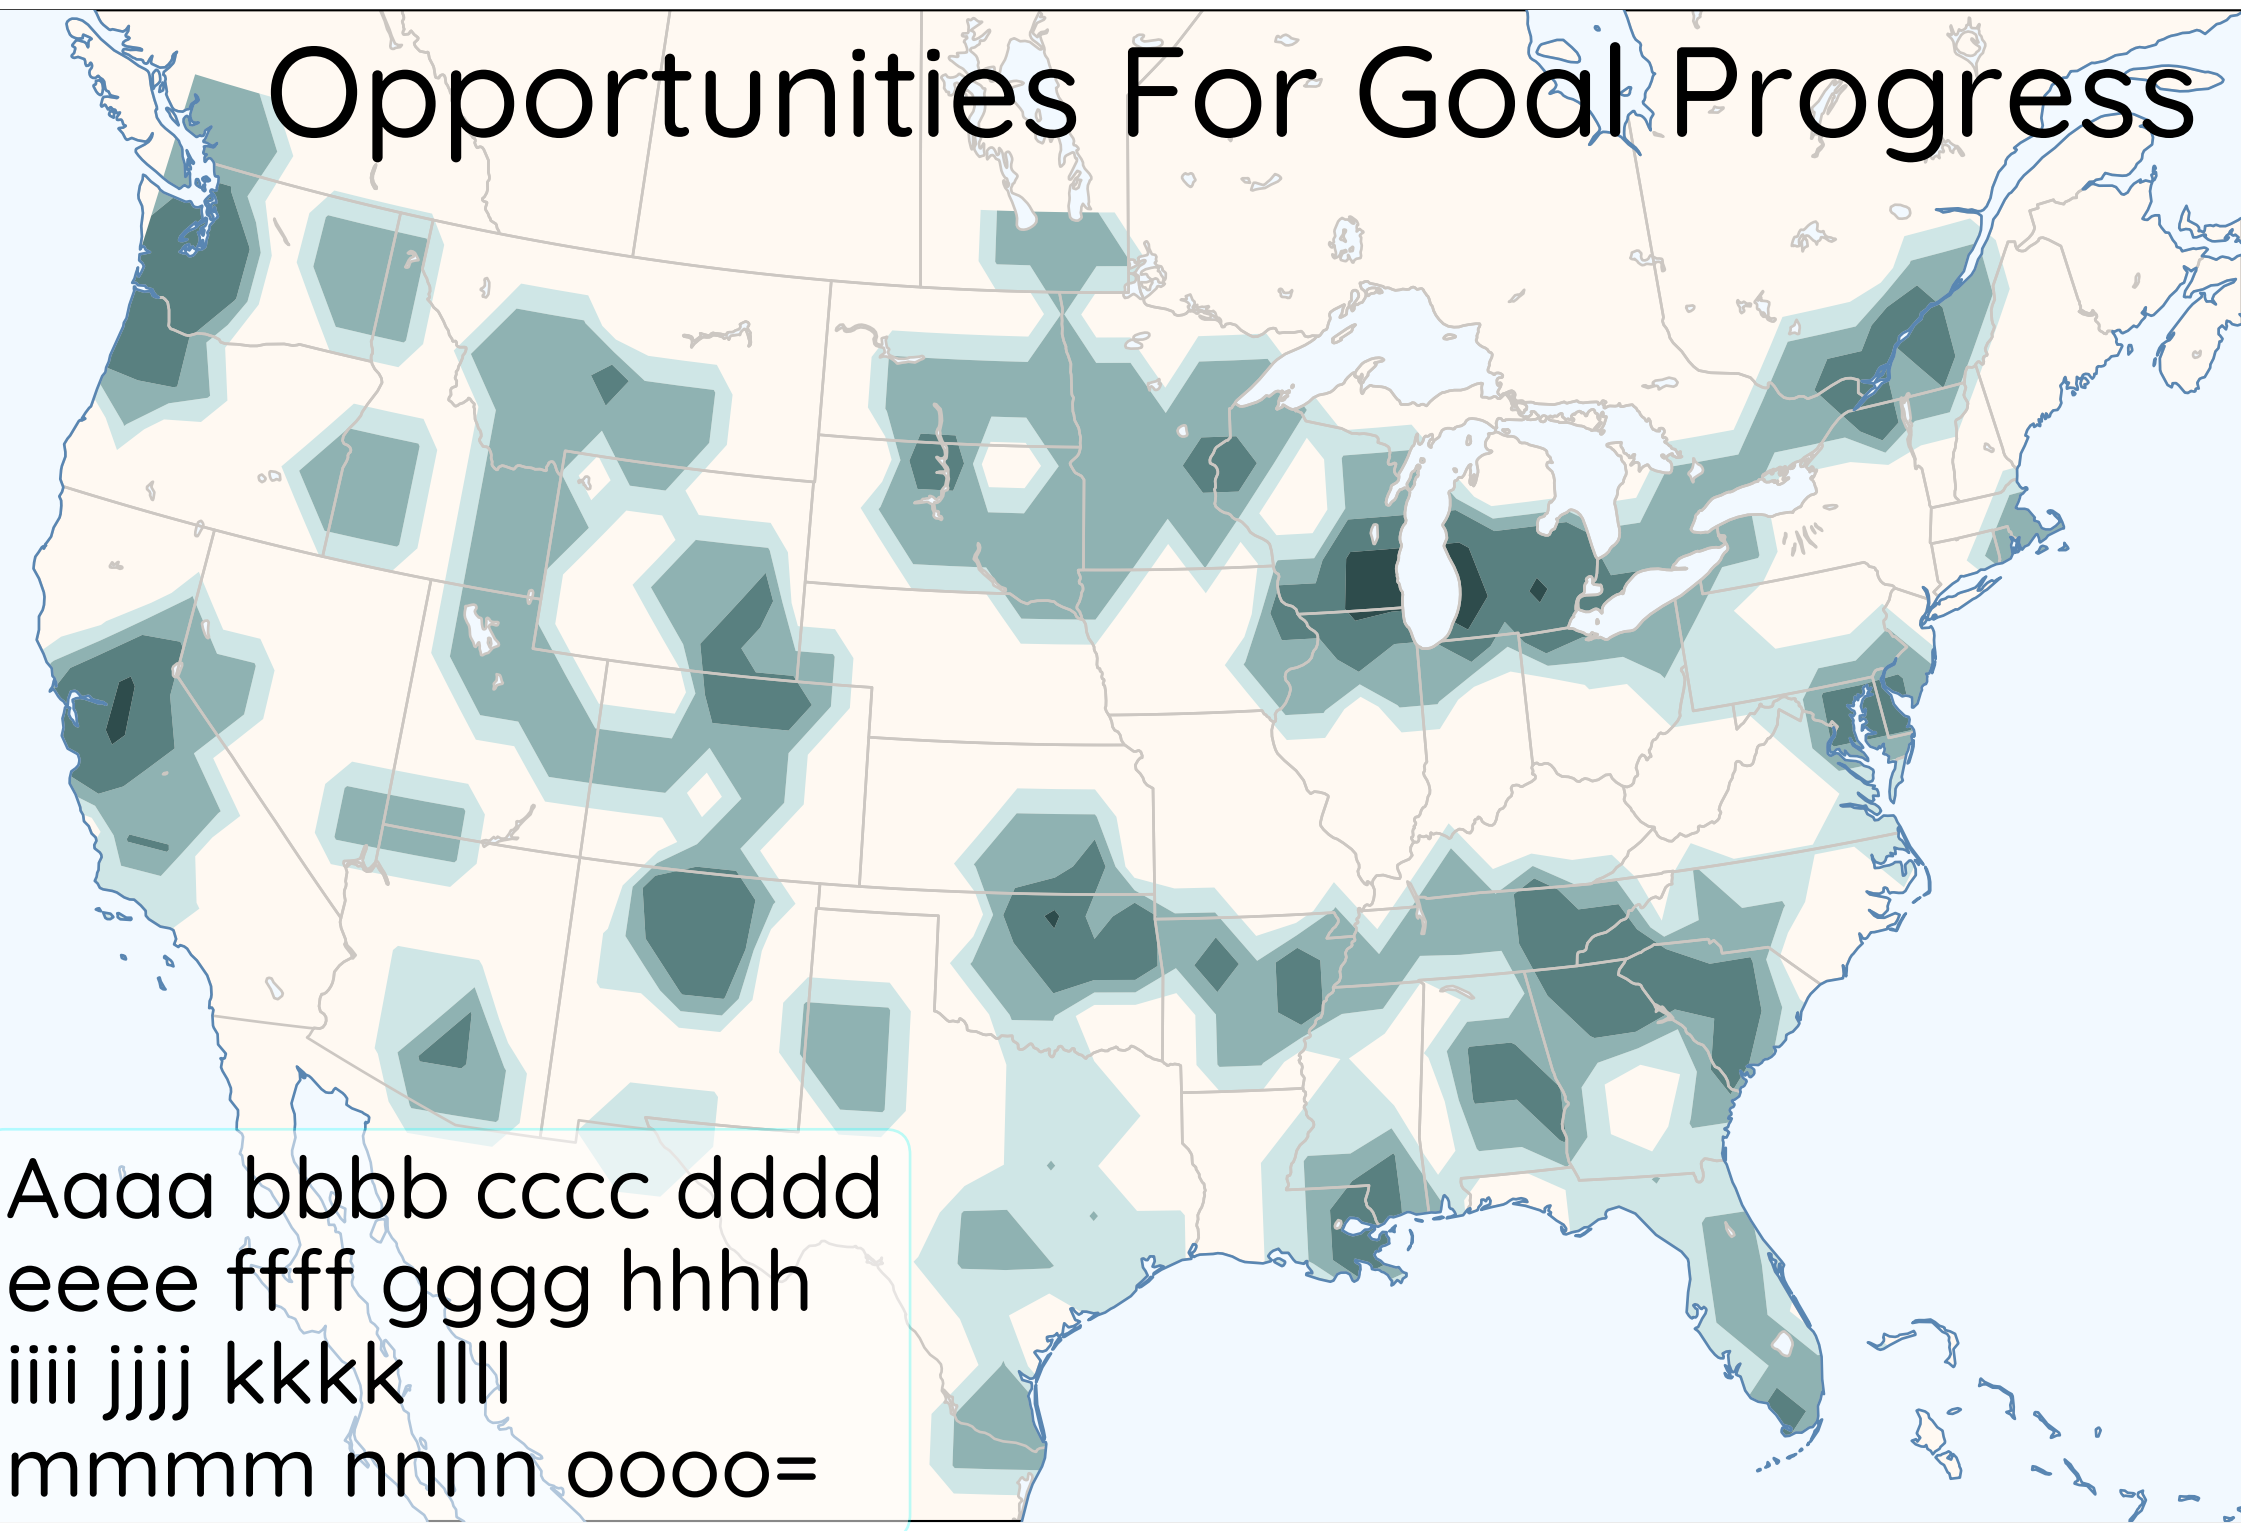 Opportunities For Goal Progress
Aaaa bbbb cccc dddd
eeee ffff gggg hhhh
iiii jjjj kkkk llll
mmmm nnnn oooo=